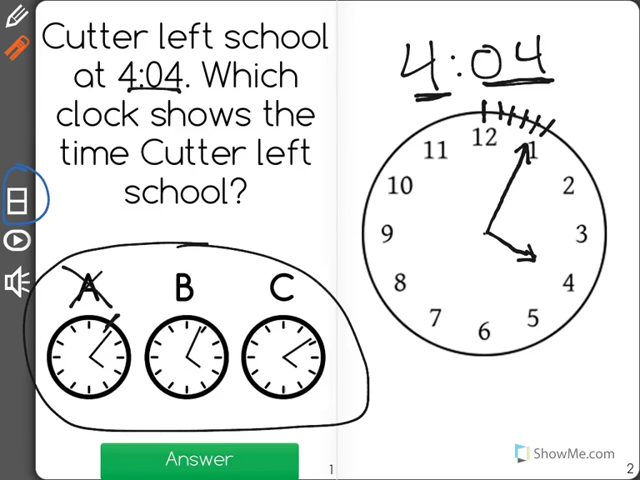 Cutter left school
at 4:04. Which
clock shows the
time Cutter left
school?
A B C
Answer
1
4:04
12
11 1
10 2
9 3
8 4
7 5
6
ShowMe.com
2